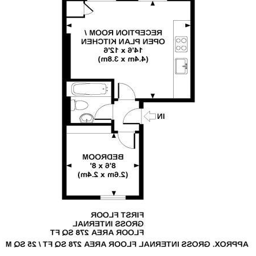 RECEPTION ROOM /
OPEN PLAN KITCHEN
14'6 x 12'6
(4.4m x 3.8m)
IN
BEDROOM
8'6 x 8'
(2.6m x 2.4m)
FIRST FLOOR
GROSS INTERNAL
FLOOR AREA 278 SQ FT
APPROX. GROSS INTERNAL FLOOR AREA 278 SQ FT / 25 SQ M